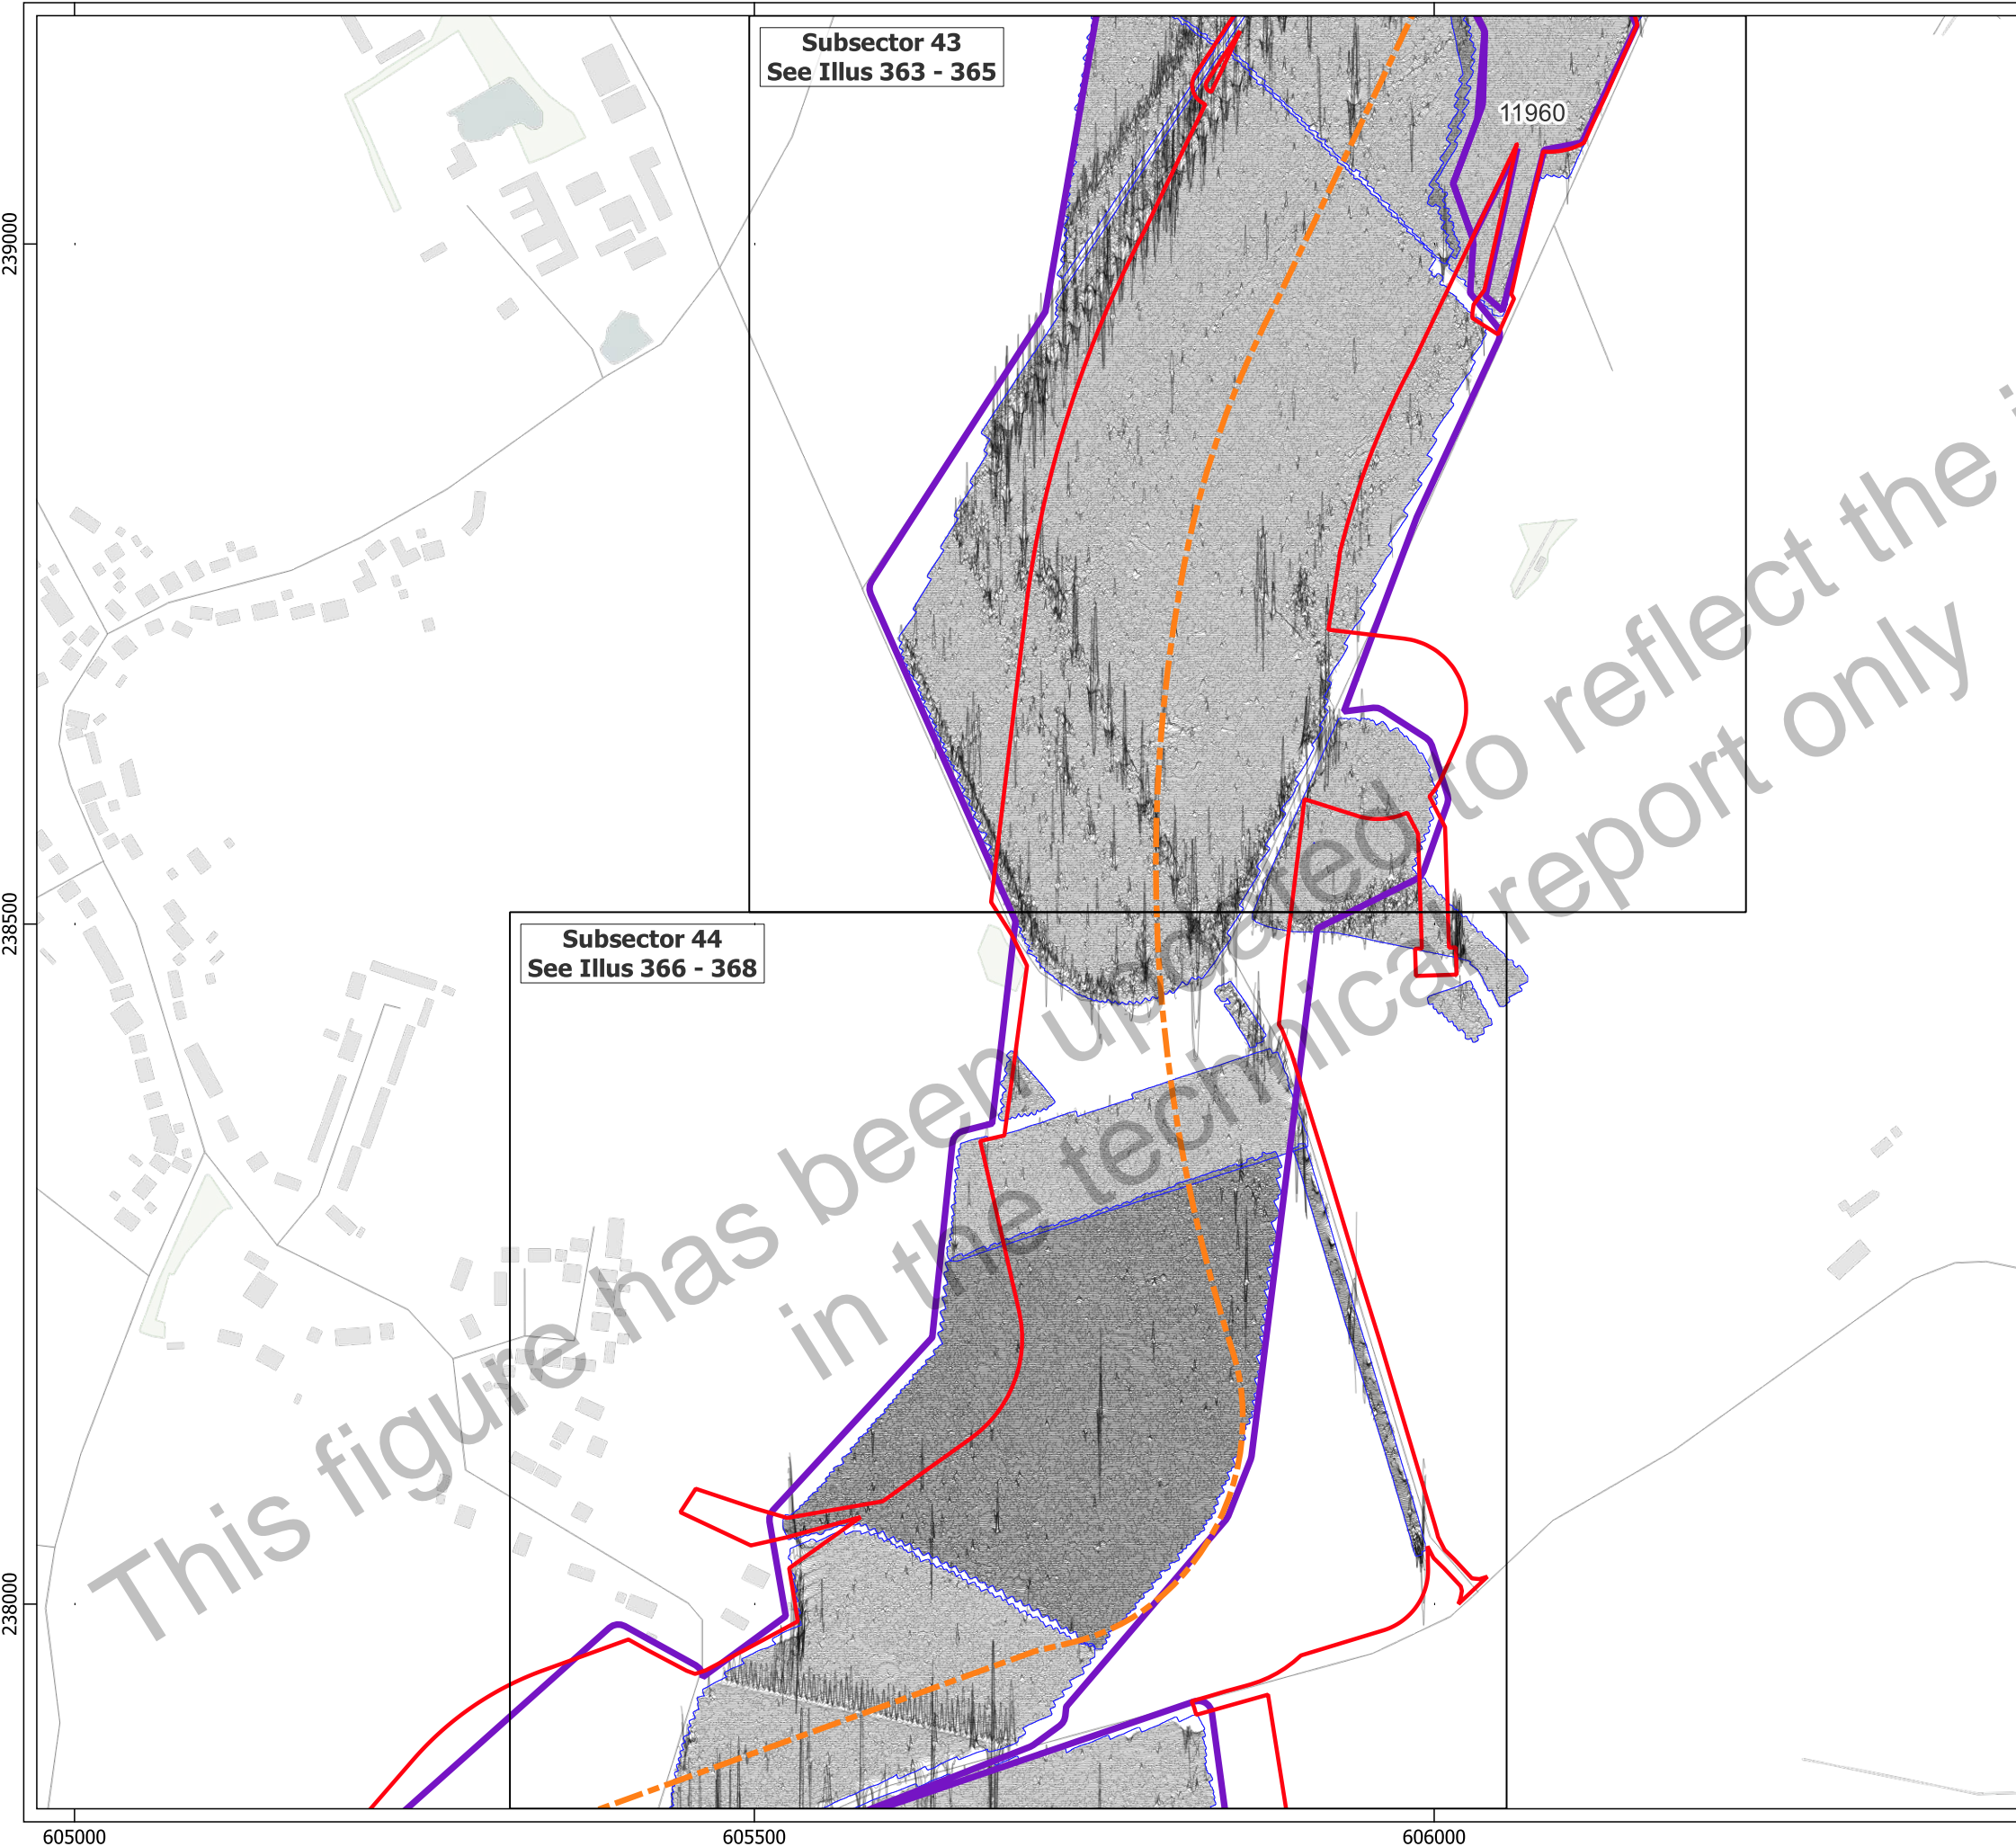 Subsector 43
See Illus 363 - 365
11960
239000
238500
Subsector 44
See Illus 366 - 368
238000
This figure has been updated to reflect the
in the technical report only
605000
605500
606000